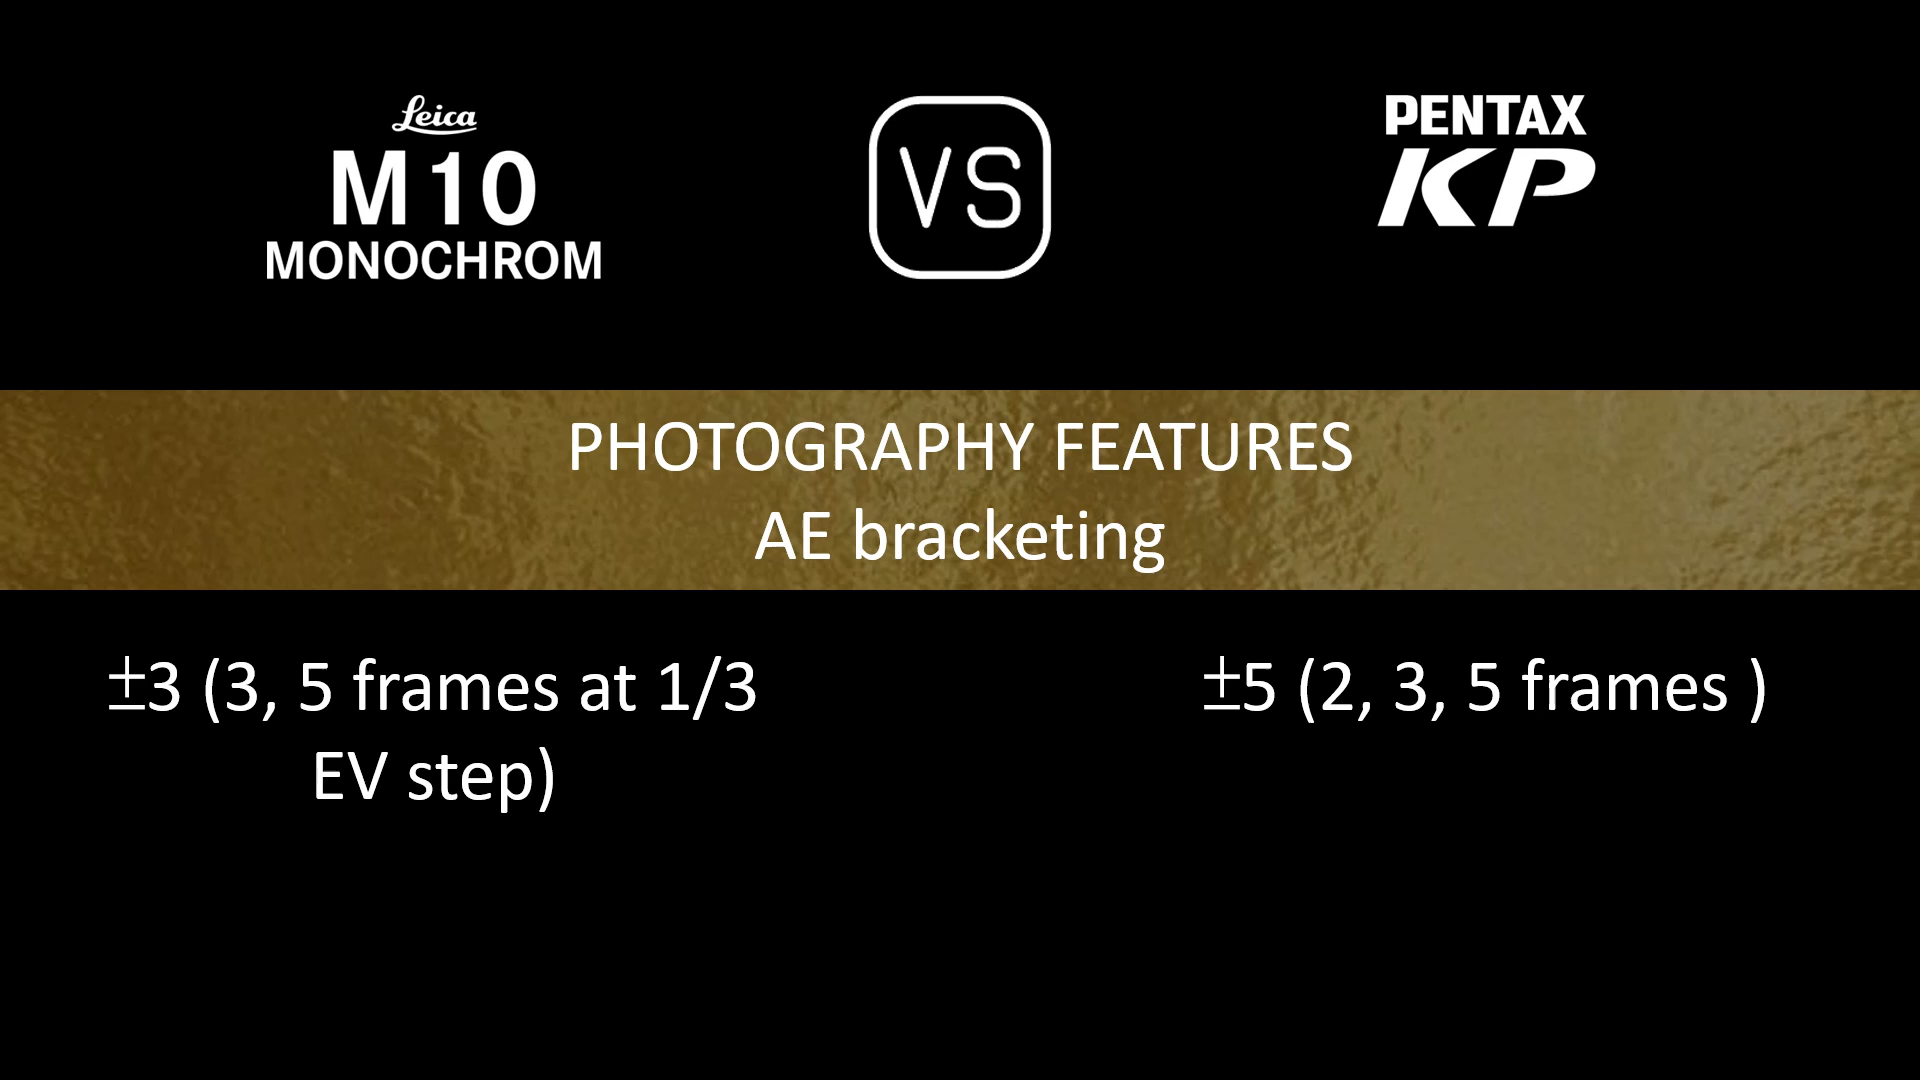 Leica
M10
MONOCHROM
VS
PENTAX
KP
PHOTOGRAPHY FEATURES
AE bracketing
±3 (3, 5 frames at 1/3
EV step)
±5 (2, 3, 5 frames )